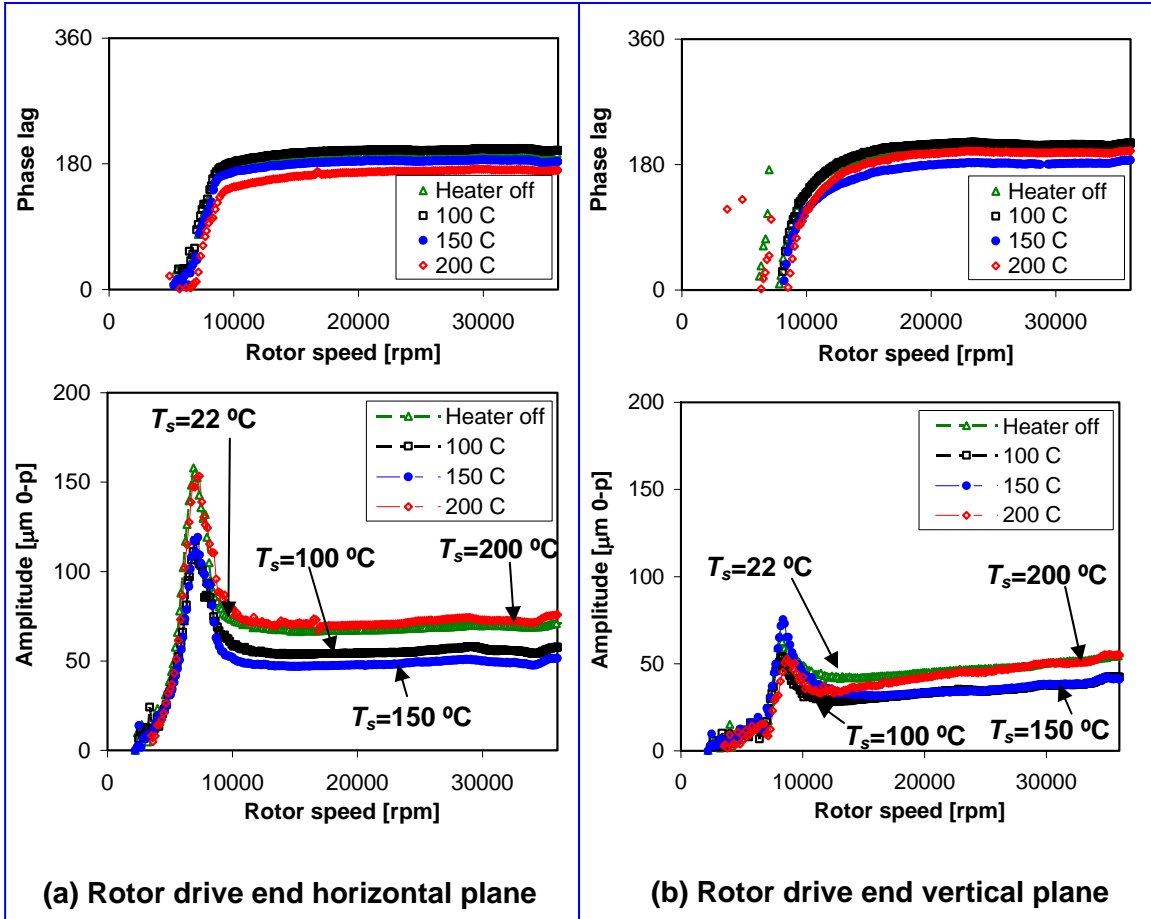 360
180
0
Phase lag
0 10000 20000 30000
Rotor speed [rpm]
Heater off
100 C
150 C
200 C
360
180
0
Phase lag
0 10000 20000 30000
Rotor speed [rpm]
Heater off
100 C
150 C
200 C
200
150
100
50
0
Amplitude [μm 0-p]
0 10000 20000 30000
Rotor speed [rpm]
Heater off
100 C
150 C
200 C
Ts=22 ºC
Ts=100 ºC
Ts=200 ºC
Ts=150 ºC
200
150
100
50
0
Amplitude [μm 0-p]
0 10000 20000 30000
Rotor speed [rpm]
Heater off
100 C
150 C
200 C
Ts=22 ºC
Ts=200 ºC
Ts=100 ºC
Ts=150 ºC
(a) Rotor drive end horizontal plane
(b) Rotor drive end vertical plane